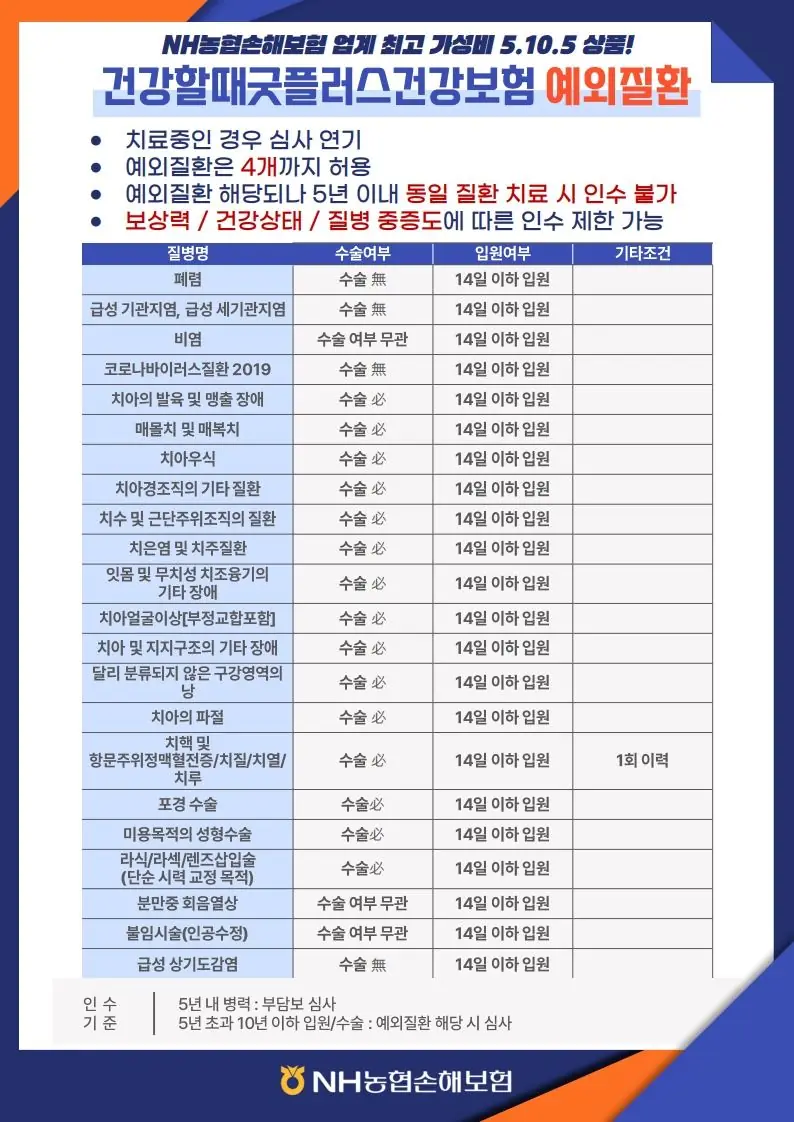 NH농협손해보험 업계 최고 가성비 5.10.5 상품!
건강할때굿플러스건강보험 예외질환
• 치료중인 경우 심사 연기
• 예외질환은 4개까지 허용
• 예외질환 해당되나 5년 이내 동일 질환 치료 시 인수 불가
• 보상력 / 건강상태 / 질병 중증도에 따른 인수 제한 가능
질병명 수술여부 입원여부 기타조건
폐렴 수술 無 14일 이하 입원
급성 기관지염, 급성 세기관지염 수술 無 14일 이하 입원
비염 수술 여부 무관 14일 이하 입원
코로나바이러스질환 2019 수술 無 14일 이하 입원
치아의 발육 및 맹출 장애 수술 必 14일 이하 입원
매몰치 및 매복치 수술 必 14일 이하 입원
치아우식 수술 必 14일 이하 입원
치아경조직의 기타 질환 수술 必 14일 이하 입원
치수 및 근단주위조직의 질환 수술 必 14일 이하 입원
치은염 및 치주질환 수술 必 14일 이하 입원
잇몸 및 무치성 치조융기의
기타 장애 수술 必 14일 이하 입원
치아얼굴이상[부정교합포함] 수술 必 14일 이하 입원
치아 및 지지구조의 기타 장애 수술 必 14일 이하 입원
달리 분류되지 않은 구강영역의
낭 수술 必 14일 이하 입원
치아의 파절 수술 必 14일 이하 입원
치핵 및
항문주위정맥혈전증/치질/치열/
치루 수술 必 14일 이하 입원 1회 이력
포경 수술 수술必 14일 이하 입원
미용목적의 성형수술 수술必 14일 이하 입원
라식/라섹/렌즈삽입술
(단순 시력 교정 목적) 수술必 14일 이하 입원
분만중 회음열상 수술 여부 무관 14일 이하 입원
불임시술(인공수정) 수술 여부 무관 14일 이하 입원
급성 상기도감염 수술 無 14일 이하 입원
인 수 5년 내 병력 : 부담보 심사
기 준 5년 초과 10년 이하 입원/수술 : 예외질환 해당 시 심사
NH농협손해보험